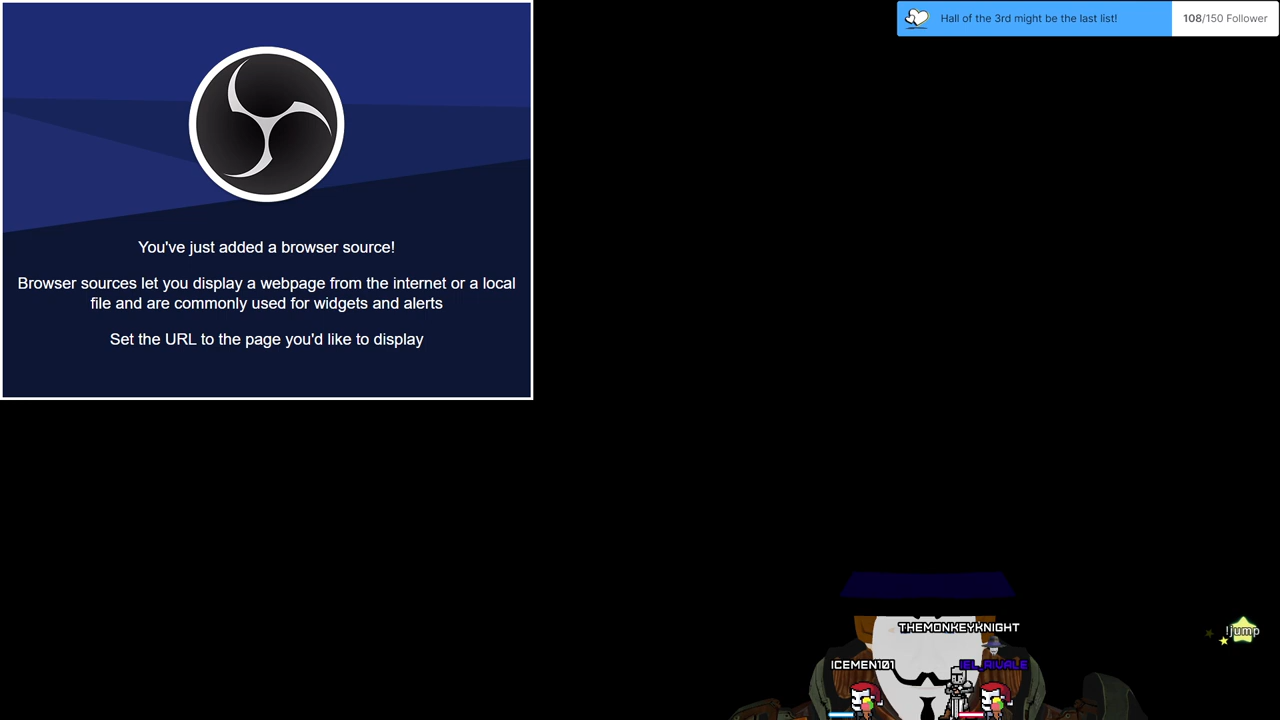 Hall of the 3rd might be the last list!
108/150 Follower
You've just added a browser source!
Browser sources let you display a webpage from the internet or a local
file and are commonly used for widgets and alerts
Set the URL to the page you'd like to display
THEMONKEYKNIGHT
!jump
ICEMEN101
IEL_RIVALE